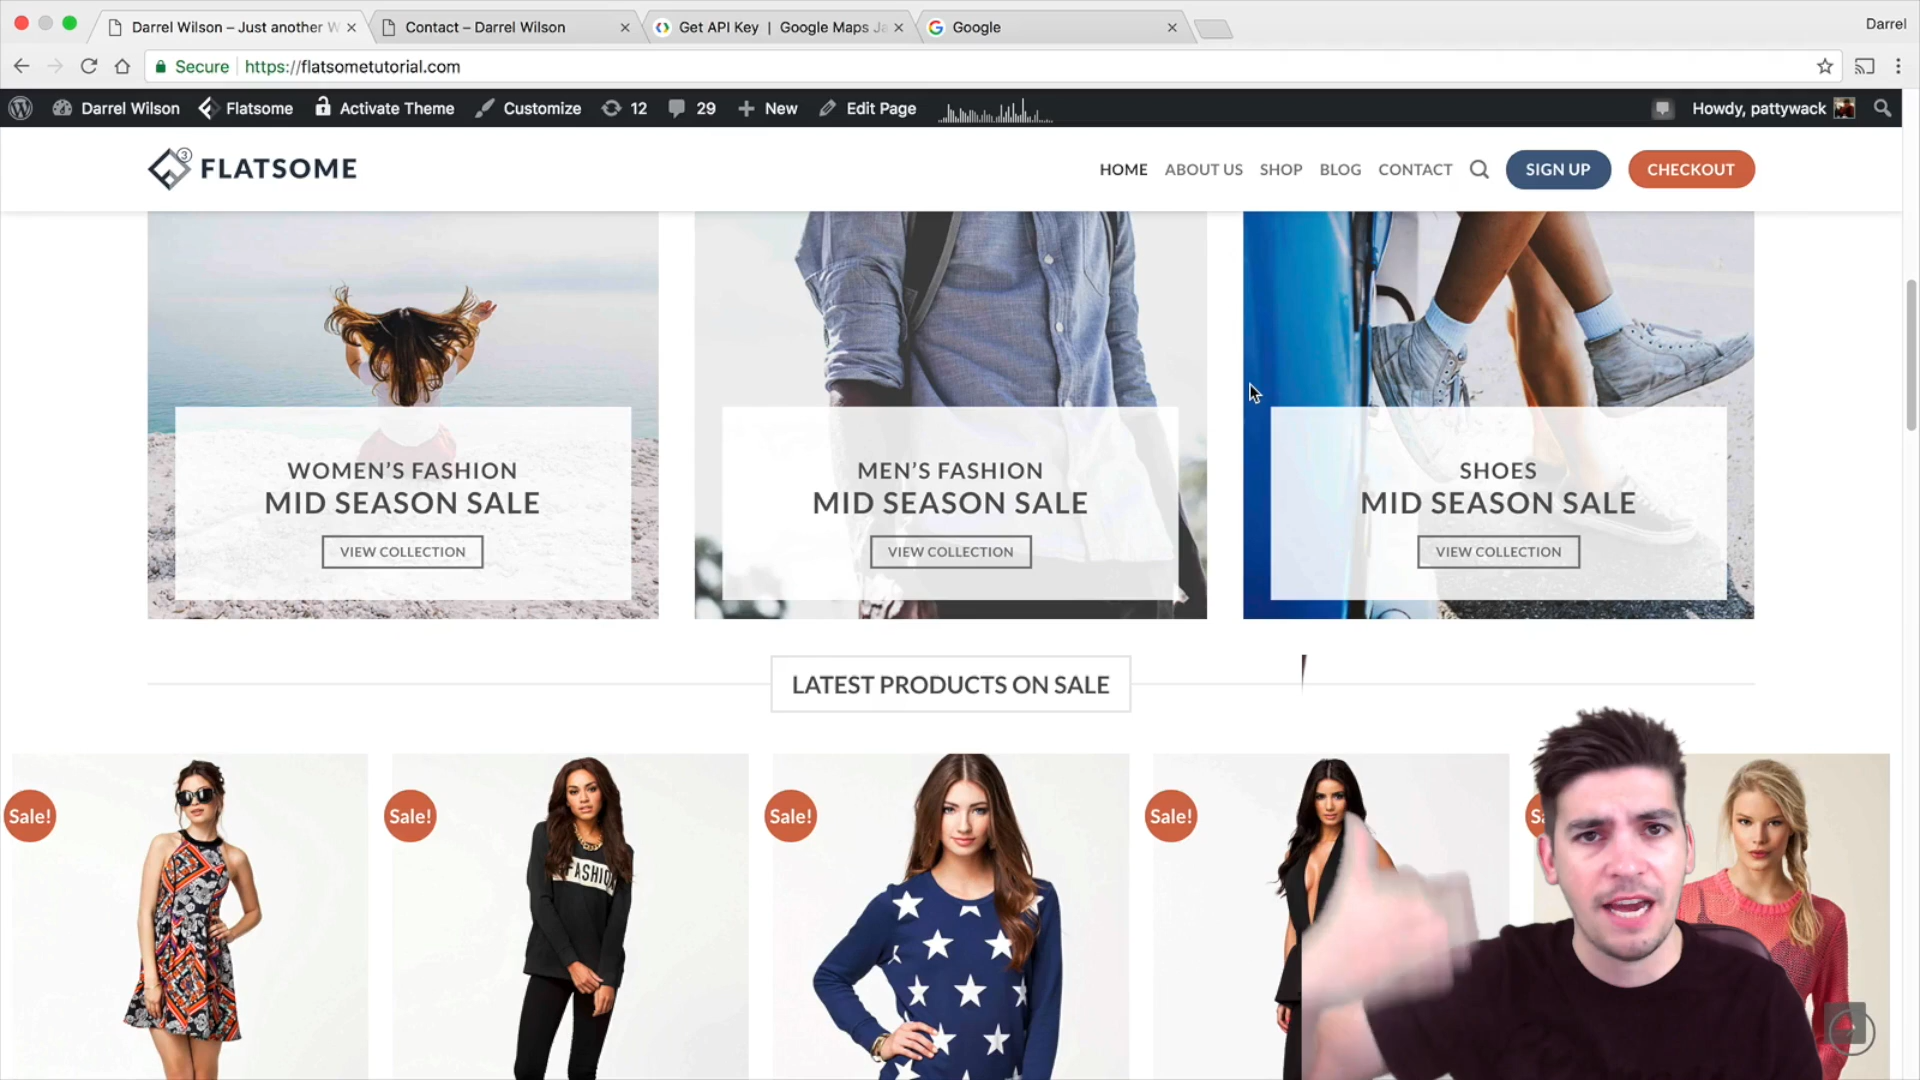 Darrel Wilson – Just another W
Contact – Darrel Wilson
Get API Key | Google Maps Ja
Google
Darrel
Secure
https://flatsometutorial.com
Darrel Wilson
Flatsome
Activate Theme
Customize
12
29
New
Edit Page
Howdy, pattywack
3
FLATSOME
HOME
ABOUT US
SHOP
BLOG
CONTACT
SIGN UP
CHECKOUT
WOMEN’S FASHION
MID SEASON SALE
VIEW COLLECTION
MEN’S FASHION
MID SEASON SALE
VIEW COLLECTION
SHOES
MID SEASON SALE
VIEW COLLECTION
LATEST PRODUCTS ON SALE
Sale!
Sale!
Sale!
Sale!
Sa
FASHION